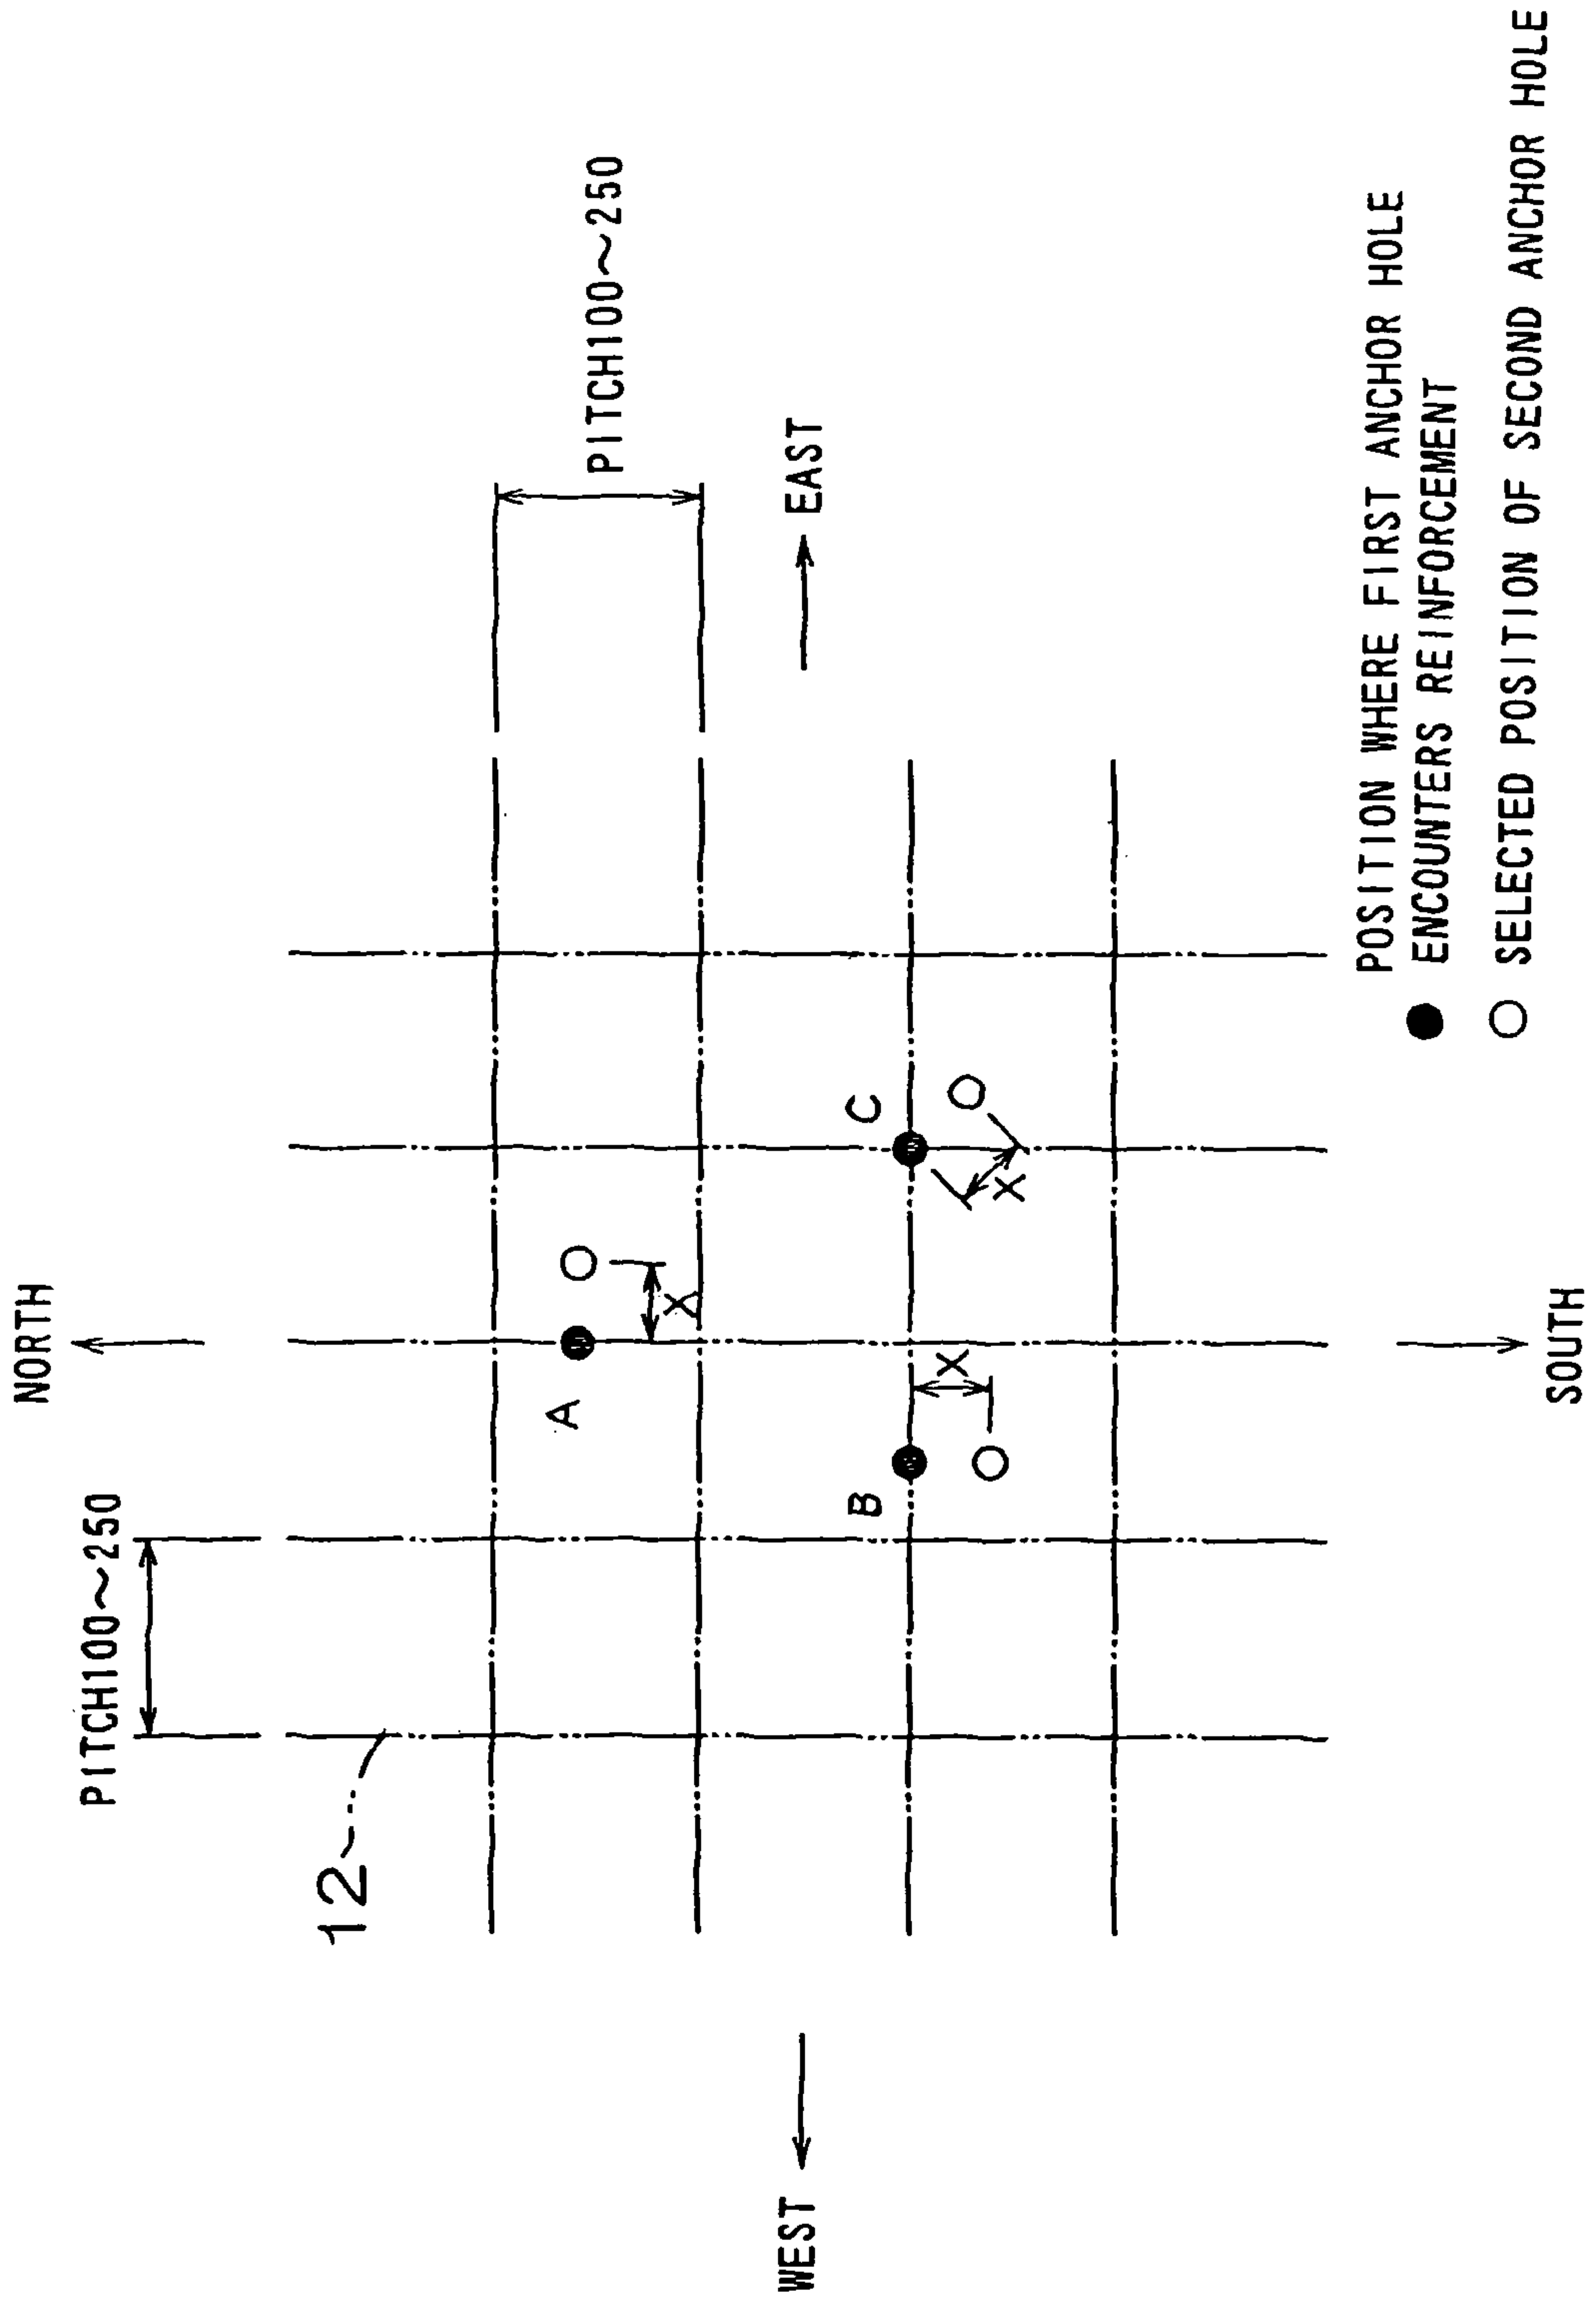 NORTH
PITCH100~250
12
A
X
PITCH100~250
WEST
EAST
B
X
C
X
SOUTH
POSITION WHERE FIRST ANCHOR HOLE
ENCOUNTERS REINFORCEMENT
SELECTED POSITION OF SECOND ANCHOR HOLE